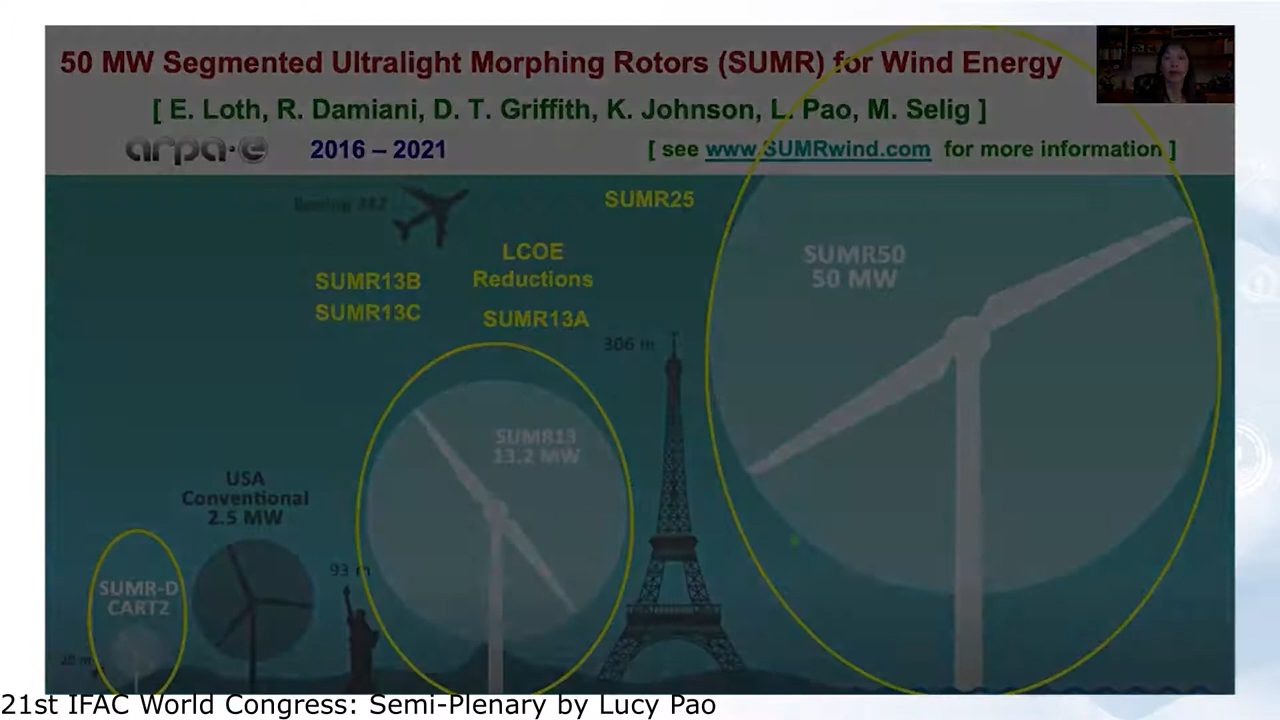 50 MW Segmented Ultralight Morphing Rotors (SUMR) for Wind Energy
[ E. Loth, R. Damiani, D. T. Griffith, K. Johnson, L. Pao, M. Selig ]
arpa·e 2016 – 2021 [ see www.SUMRwind.com for more information ]
SUMR25
LCOE
Reductions
SUMR13B
SUMR13C
SUMR13A
SUMR50
50 MW
306 m
SUMR13
13.2 MW
USA
Conventional
2.5 MW
93 m
SUMR-D
CART2
21st IFAC World Congress: Semi-Plenary by Lucy Pao